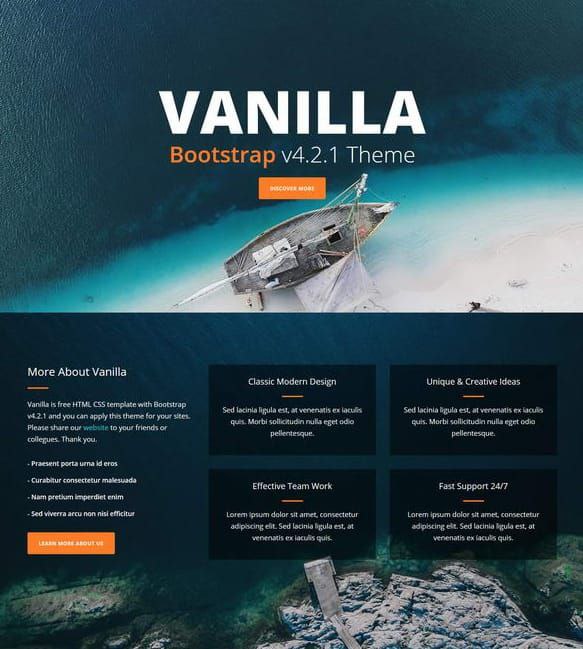 VANILLA
Bootstrap v4.2.1 Theme
DISCOVER MORE
More About Vanilla
Vanilla is free HTML CSS template with Bootstrap
v4.2.1 and you can apply this theme for your sites.
Please share our website to your friends or
collegues. Thank you.
- Praesent porta urna id eros
- Curabitur consectetur malesuada
- Nam pretium imperdiet enim
- Sed viverra arcu non nisi efficitur
LEARN MORE ABOUT US
Classic Modern Design
Sed lacinia ligula est, at venenatis ex iaculis
quis. Morbi sollicitudin nulla eget odio
pellentesque.
Unique & Creative Ideas
Sed lacinia ligula est, at venenatis ex iaculis
quis. Morbi sollicitudin nulla eget odio
pellentesque.
Effective Team Work
Lorem ipsum dolor sit amet, consectetur
adipiscing elit. Sed lacinia ligula est, at
venenatis ex iaculis quis.
Fast Support 24/7
Lorem ipsum dolor sit amet, consectetur
adipiscing elit. Sed lacinia ligula est, at
venenatis ex iaculis quis.